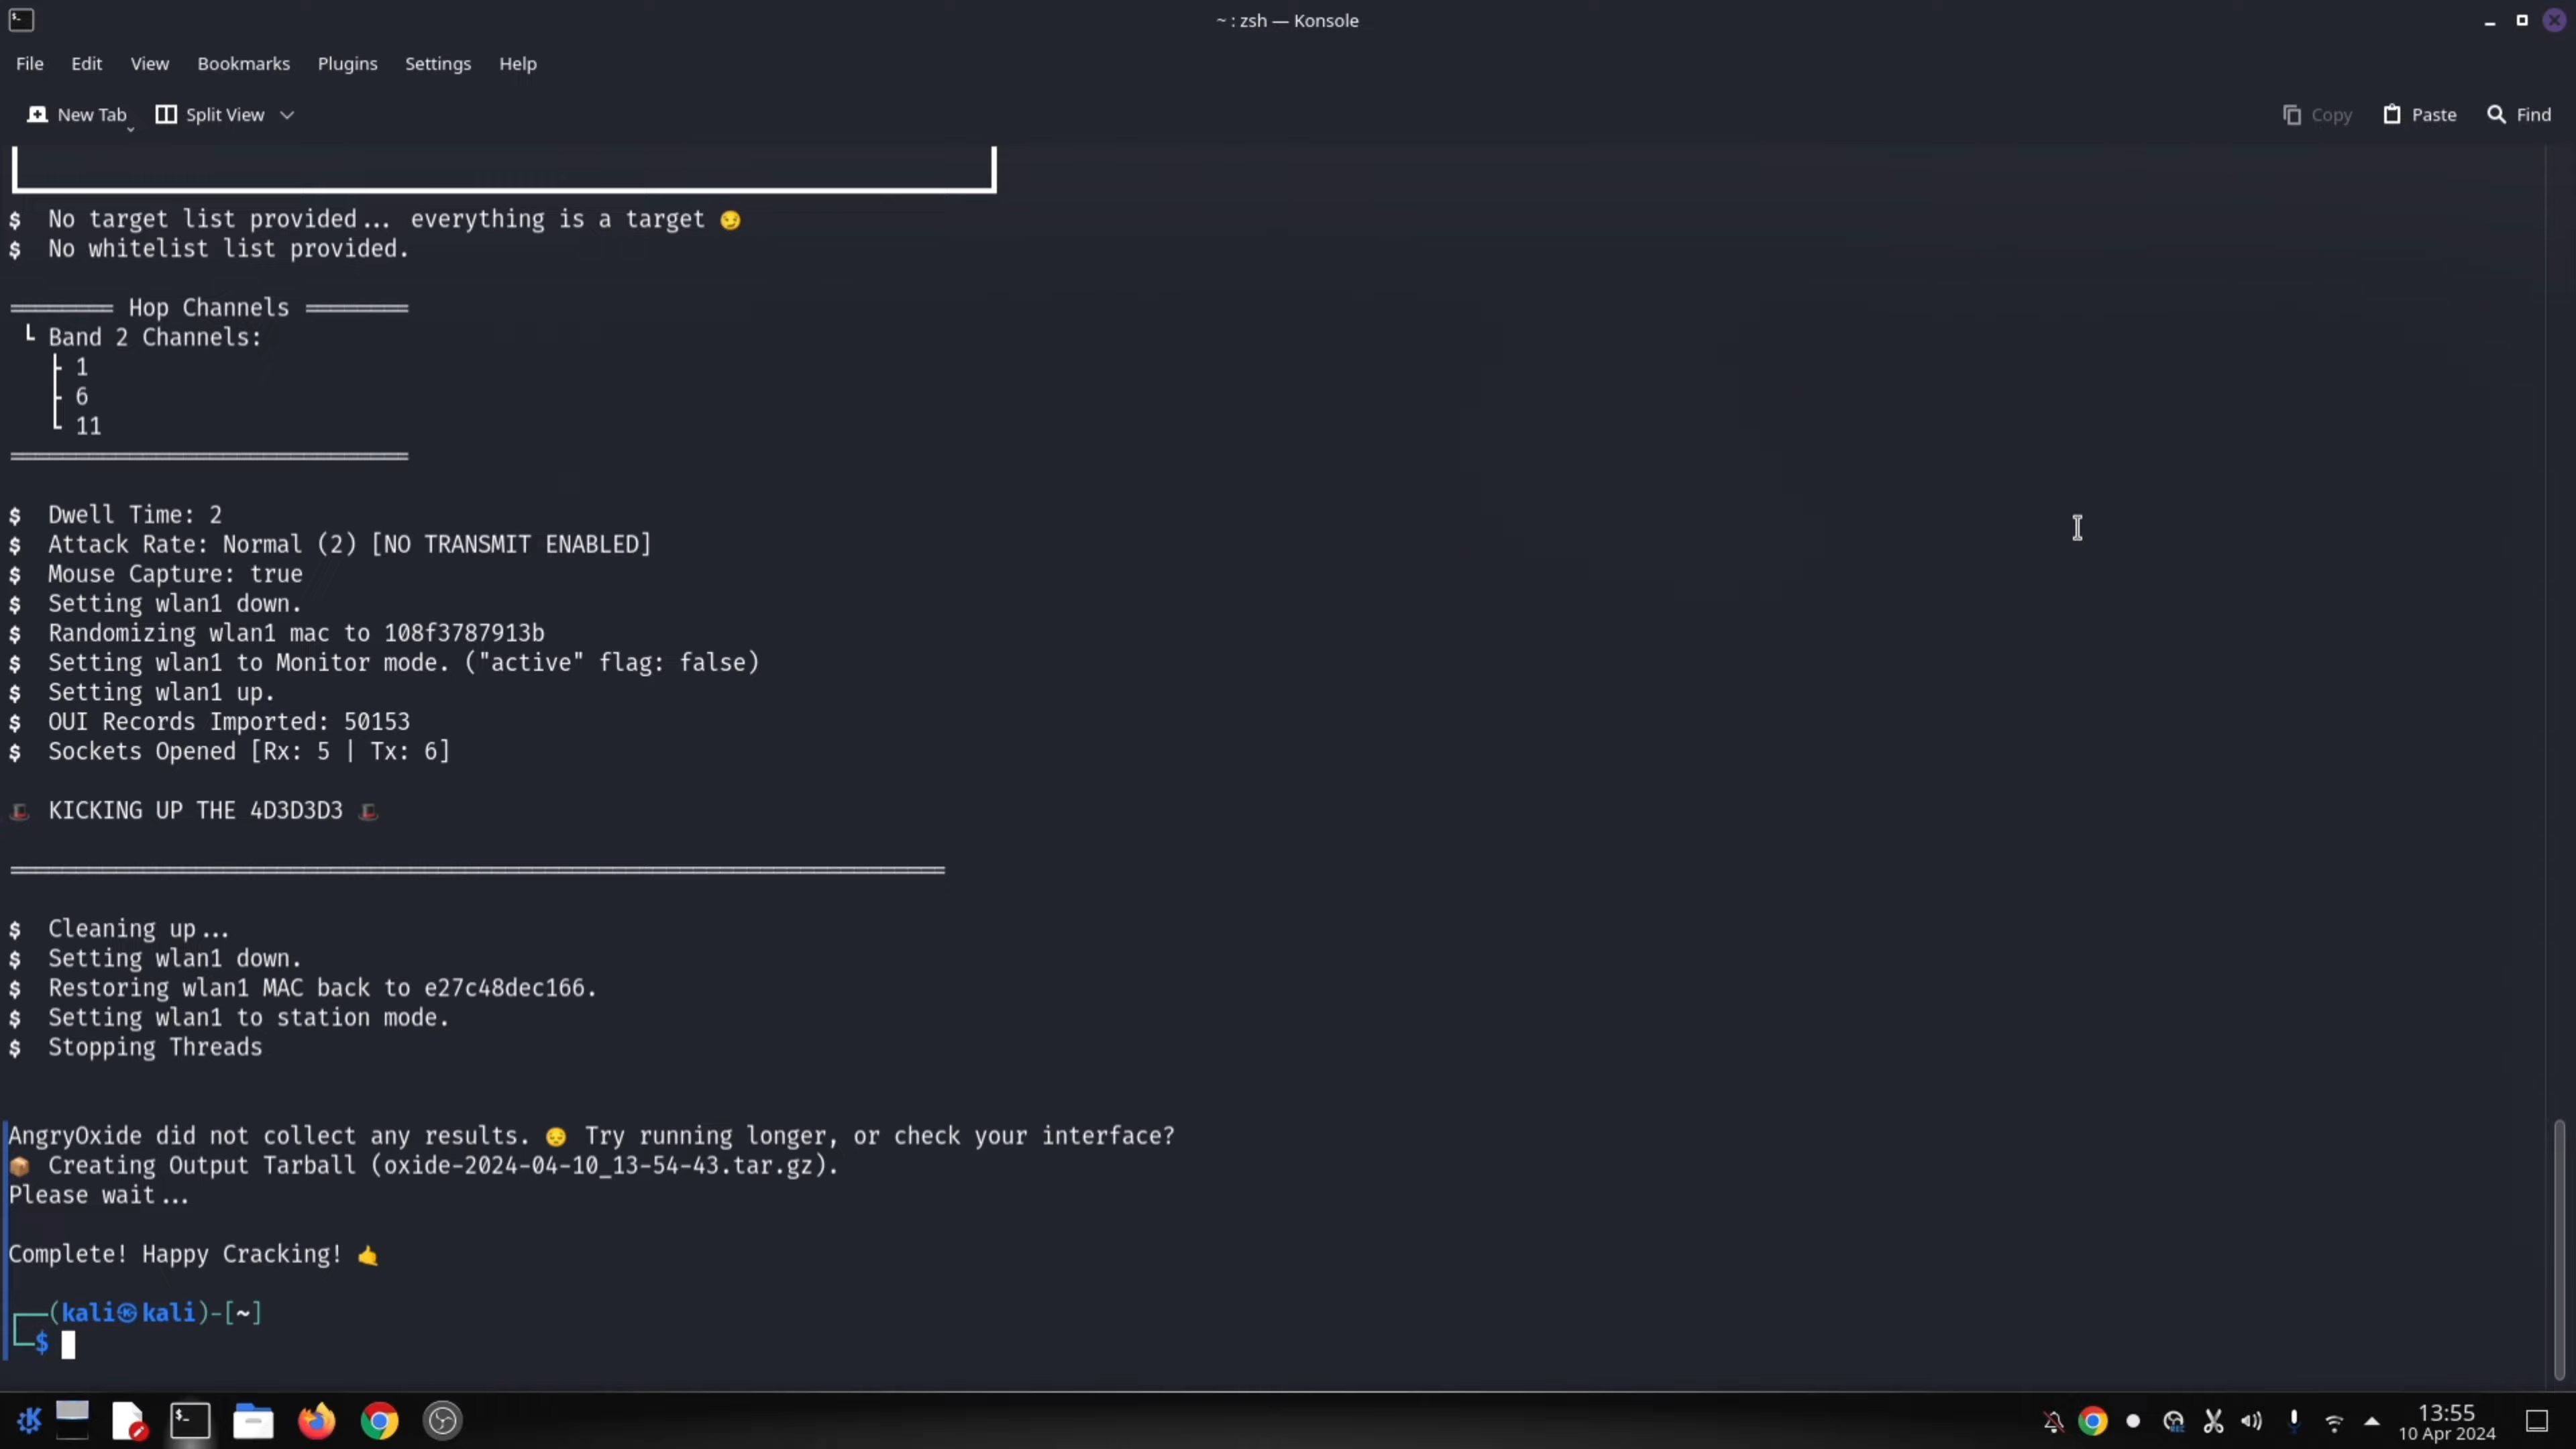 ~ : zsh — Konsole
File Edit View Bookmarks Plugins Settings Help
New Tab Split View Copy Paste Find
$ No target list provided... everything is a target 😏
$ No whitelist list provided.
════════ Hop Channels ════════
└ Band 2 Channels:
├ 1
├ 6
└ 11
══════════════════════════════
$ Dwell Time: 2
$ Attack Rate: Normal (2) [NO TRANSMIT ENABLED]
$ Mouse Capture: true
$ Setting wlan1 down.
$ Randomizing wlan1 mac to 108f3787913b
$ Setting wlan1 to Monitor mode. ("active" flag: false)
$ Setting wlan1 up.
$ OUI Records Imported: 50153
$ Sockets Opened [Rx: 5 | Tx: 6]
🎩 KICKING UP THE 4D3D3D3 🎩
══════════════════════════════════════════════════════════════════════
$ Cleaning up...
$ Setting wlan1 down.
$ Restoring wlan1 MAC back to e27c48dec166.
$ Setting wlan1 to station mode.
$ Stopping Threads
AngryOxide did not collect any results. 😔 Try running longer, or check your interface?
📦 Creating Output Tarball (oxide-2024-04-10_13-54-43.tar.gz).
Please wait...
Complete! Happy Cracking! 🤙
┌──(kali㉿kali)-[~]
└─$
13:55
10 Apr 2024